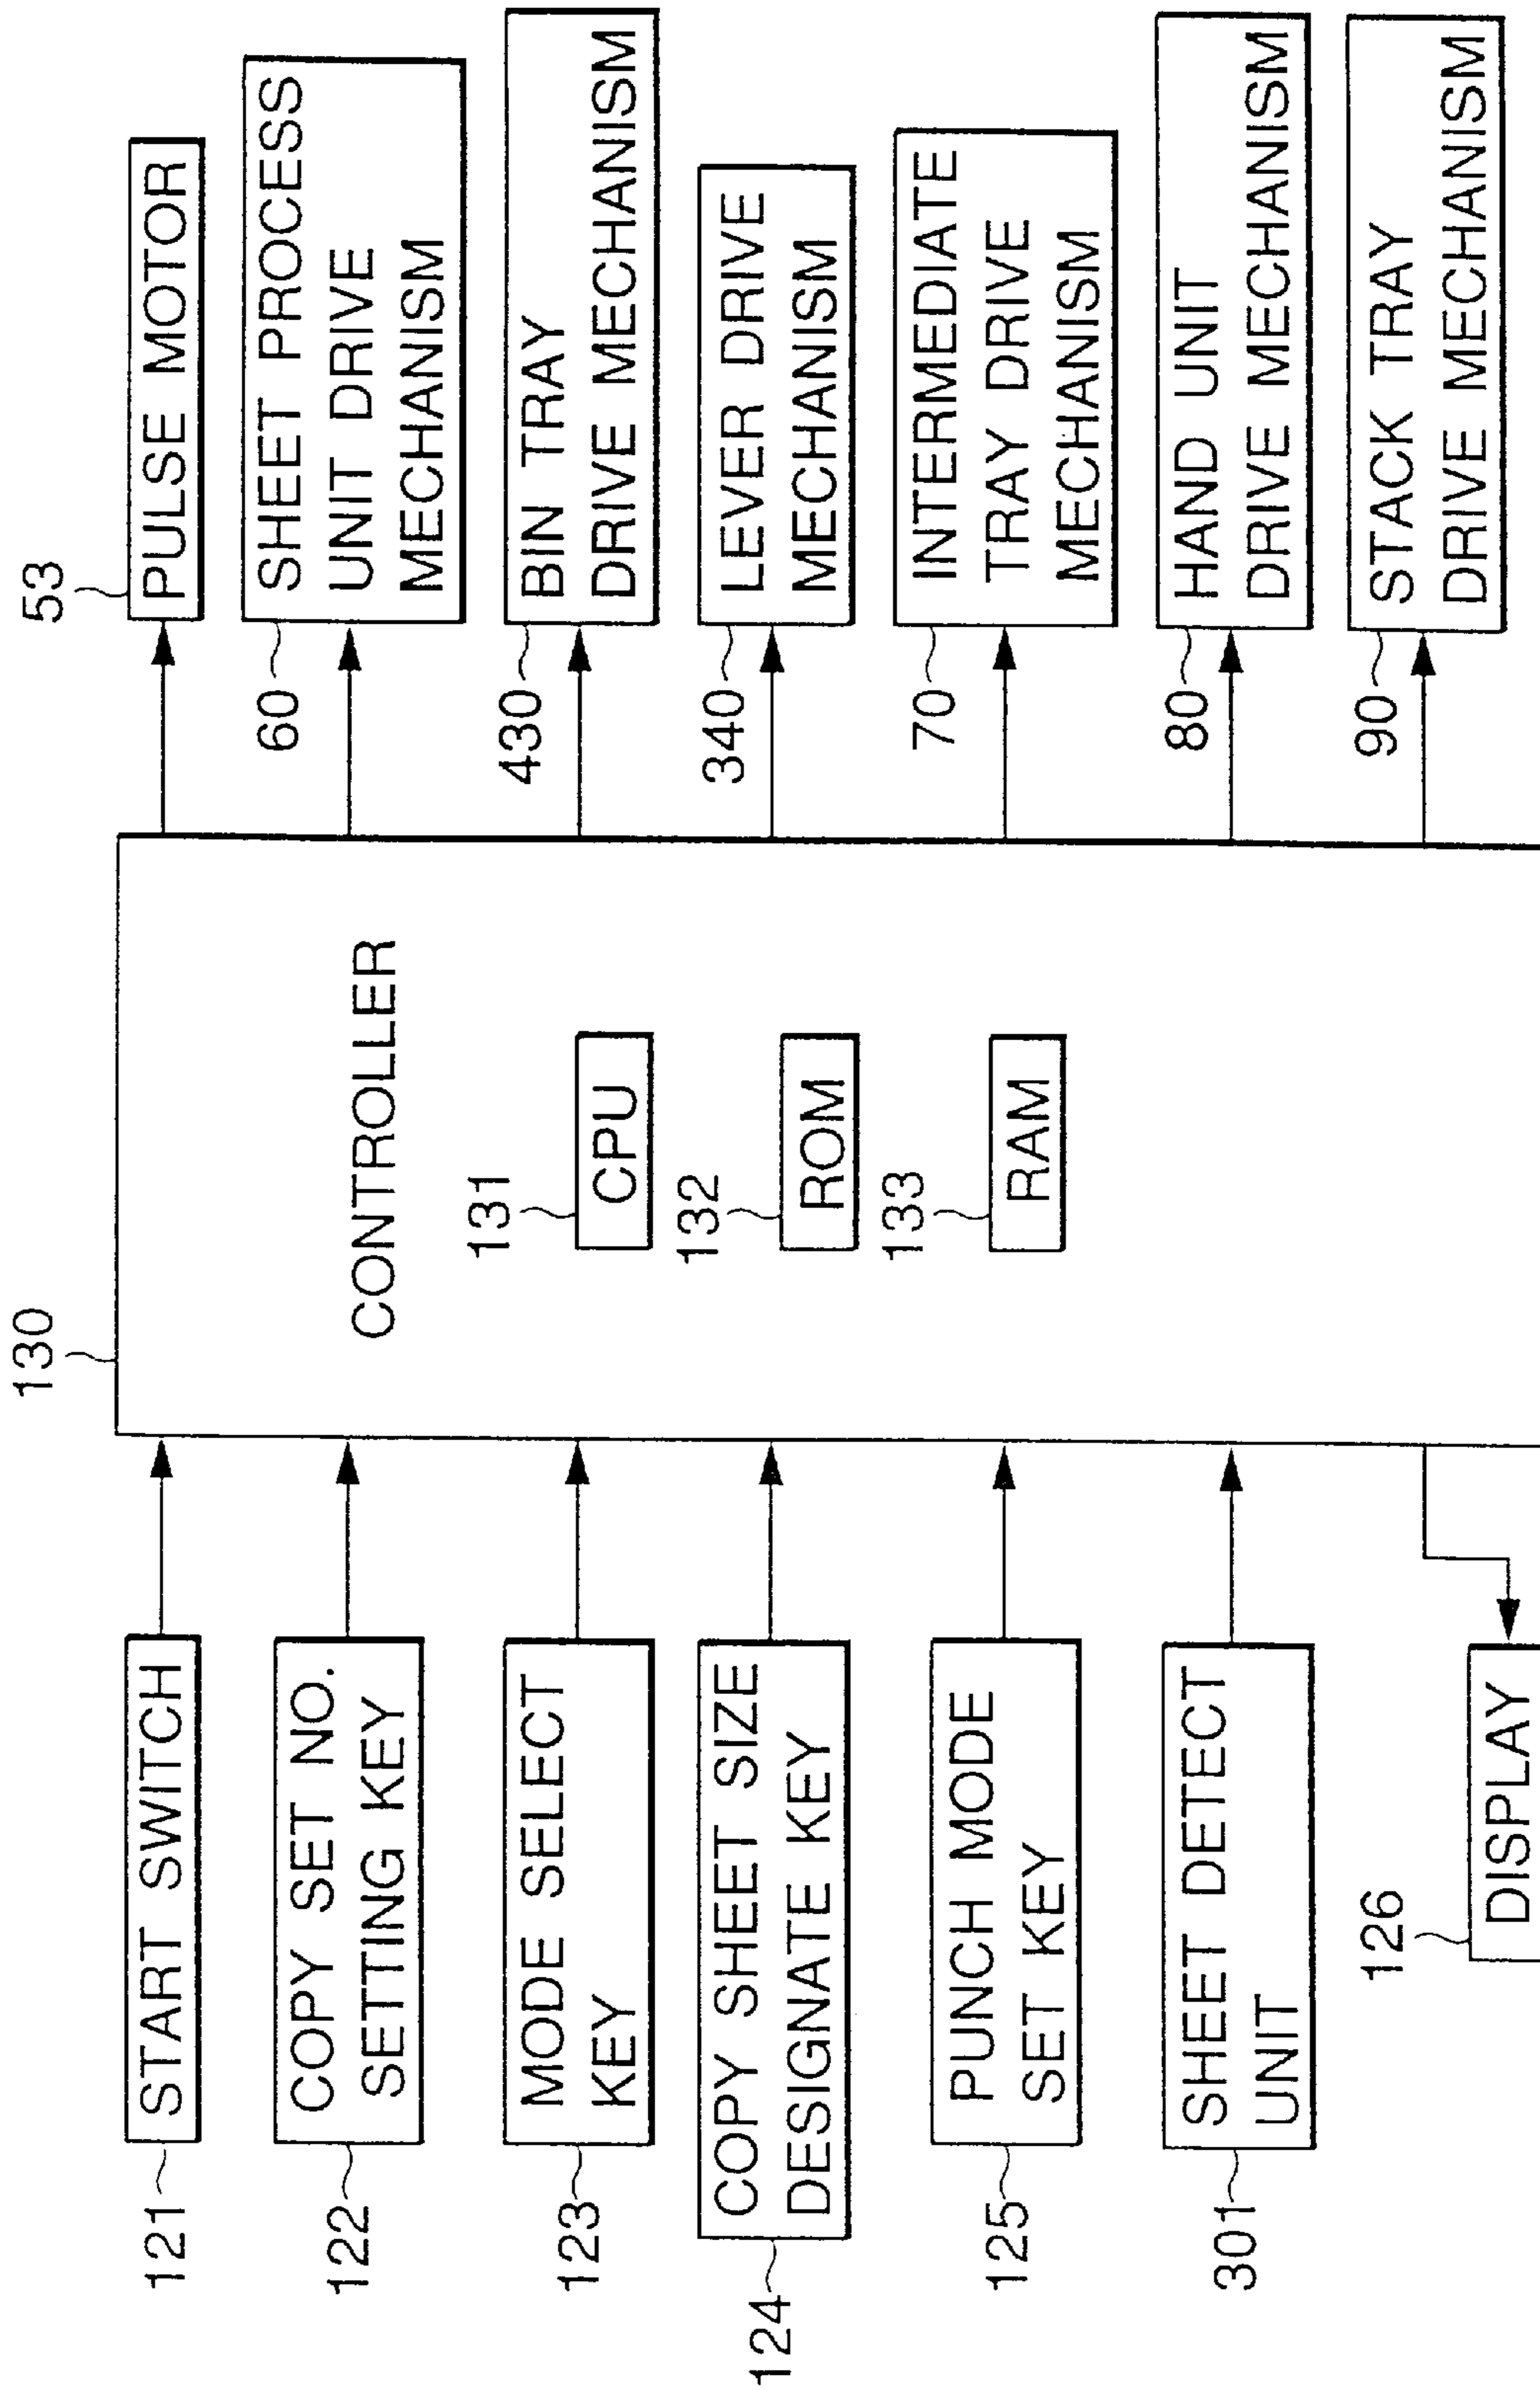 130
CONTROLLER
131
CPU
132
ROM
133
RAM
121
START SWITCH
122
COPY SET NO.
SETTING KEY
123
MODE SELECT
KEY
124
COPY SHEET SIZE
DESIGNATE KEY
125
PUNCH MODE
SET KEY
301
SHEET DETECT
UNIT
126
DISPLAY
53
PULSE MOTOR
60
SHEET PROCESS
UNIT DRIVE
MECHANISM
430
BIN TRAY
DRIVE MECHANISM
340
LEVER DRIVE
MECHANISM
70
INTERMEDIATE
TRAY DRIVE
MECHANISM
80
HAND UNIT
DRIVE MECHANISM
90
STACK TRAY
DRIVE MECHANISM